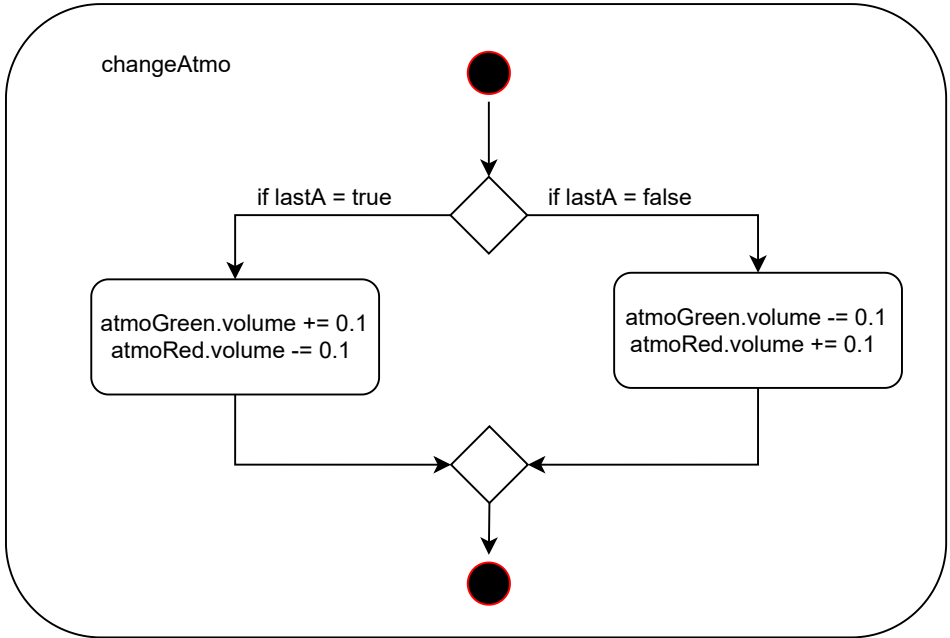 changeAtmo
if lastA = true
if lastA = false
atmoGreen.volume += 0.1
atmoRed.volume -= 0.1
atmoGreen.volume -= 0.1
atmoRed.volume += 0.1